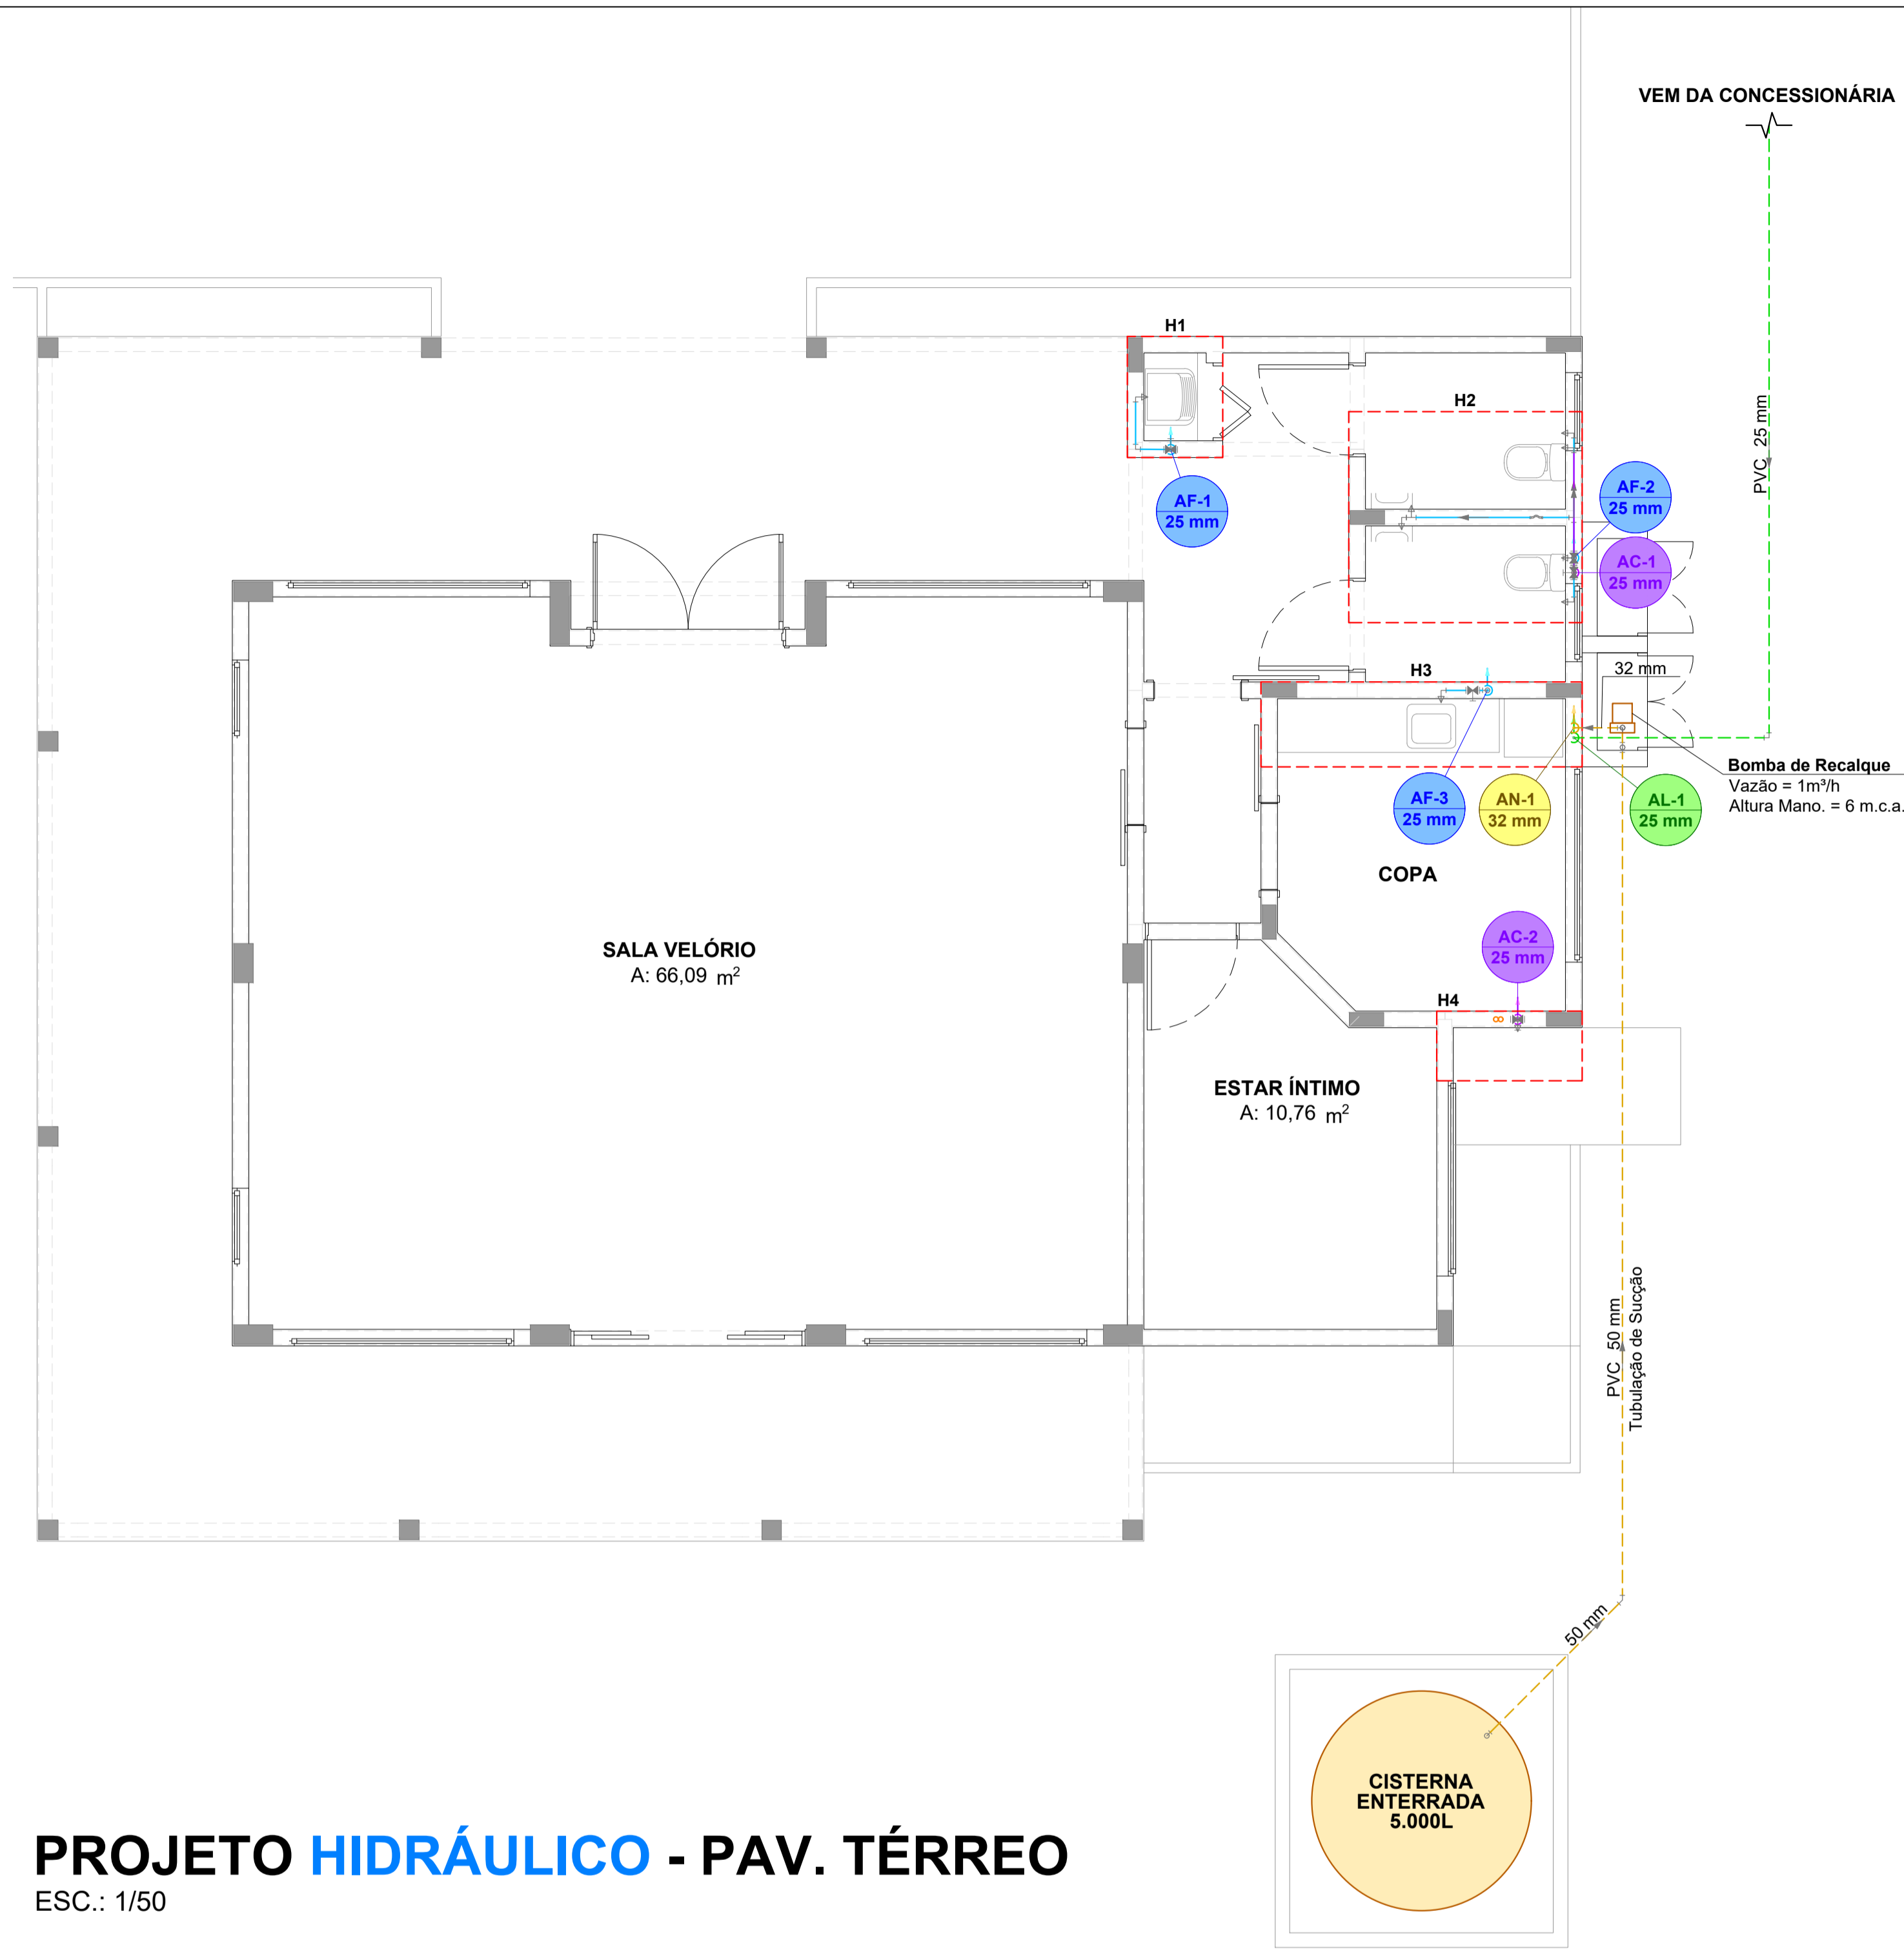 VEM DA CONCESSIONÁRIA
PVC 25 mm
H1
H2
AF-1
25 mm
AF-2
25 mm
AC-1
25 mm
H3
32 mm
Bomba de Recalque
Vazão = 1m³/h
Altura Mano. = 6 m.c.a.
AF-3
25 mm
AN-1
32 mm
AL-1
25 mm
COPA
AC-2
25 mm
SALA VELÓRIO
A: 66,09 m²
H4
ESTAR ÍNTIMO
A: 10,76 m²
PVC 50 mm
Tubulação de Sucção
50 mm
CISTERNA
ENTERRADA
5.000L
PROJETO HIDRÁULICO - PAV. TÉRREO
ESC.: 1/50